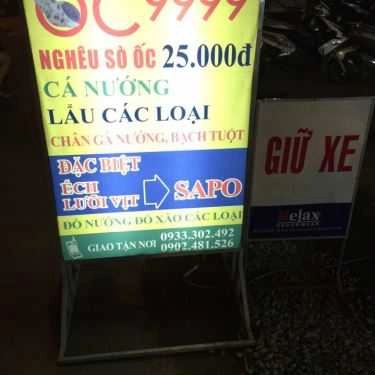 ỐC 9999
NGHÊU SÒ ỐC 25.000đ
CÁ NƯỚNG
LẨU CÁC LOẠI
CHÂN GÀ NƯỚNG, BẠCH TUỘT
ĐẶC BIỆT
ẾCH
LƯỠI VỊT
SAPO
ĐỒ NƯỚNG ĐỒ XÀO CÁC LOẠI
GIAO TẬN NƠI
0933.302.492
0902.481.526
GIỮ XE
Relax